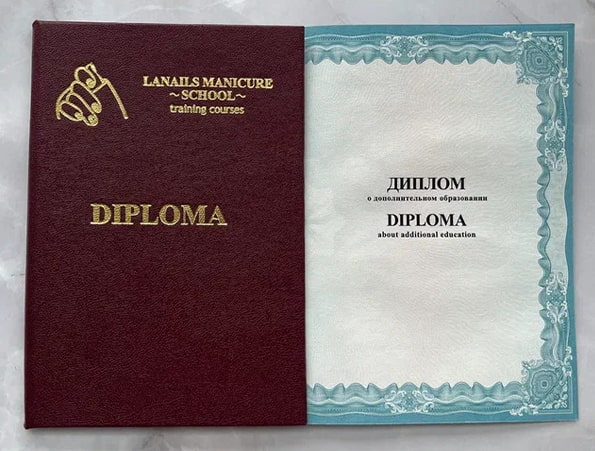 LANAILS MANICURE
~SCHOOL~
training courses
DIPLOMA
ДИПЛОМ
о дополнительном образовании
DIPLOMA
about additional education